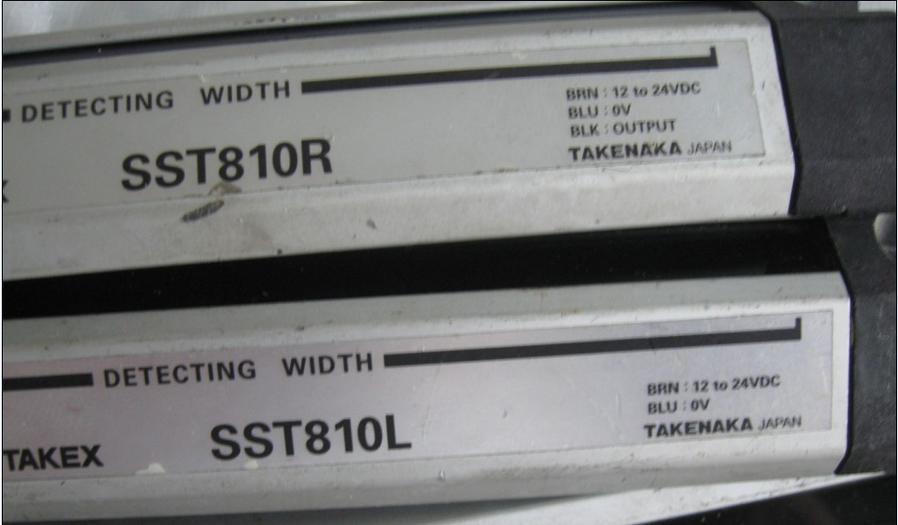 DETECTING WIDTH
BRN : 12 to 24VDC
BLU : 0V
BLK : OUTPUT
SST810R
TAKENAKA JAPAN
DETECTING WIDTH
BRN : 12 to 24VDC
BLU : 0V
TAKEX SST810L
TAKENAKA JAPAN